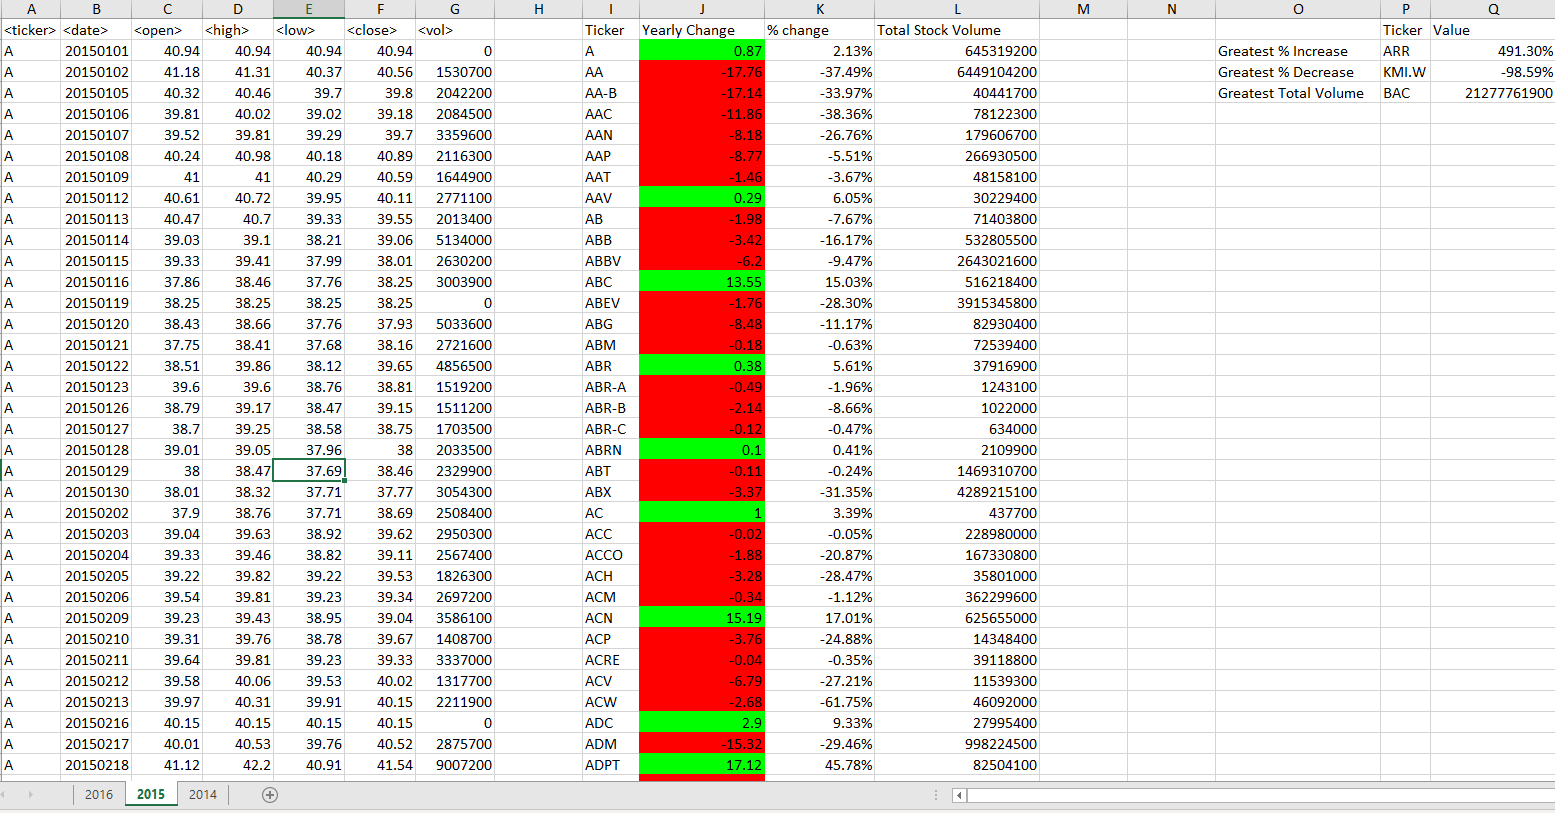 A B C D E F G H I J K L M N O P Q
<ticker> <date> <open> <high> <low> <close> <vol> Ticker Yearly Change % change Total Stock Volume Ticker Value
A 20150101 40.94 40.94 40.94 40.94 0 A 0.87 2.13% 645319200 Greatest % Increase ARR 491.30%
A 20150102 41.18 41.31 40.37 40.56 1530700 AA -17.76 -37.49% 6449104200 Greatest % Decrease KMI.W -98.59%
A 20150105 40.32 40.46 39.7 39.8 2042200 AA-B -17.14 -33.97% 40441700 Greatest Total Volume BAC 21277761900
A 20150106 39.81 40.02 39.02 39.18 2084500 AAC -11.86 -38.36% 78122300
A 20150107 39.52 39.81 39.29 39.7 3359600 AAN -8.18 -26.76% 179606700
A 20150108 40.24 40.98 40.18 40.89 2116300 AAP -8.77 -5.51% 266930500
A 20150109 41 41 40.29 40.59 1644900 AAT -1.46 -3.67% 48158100
A 20150112 40.61 40.72 39.95 40.11 2771100 AAV 0.29 6.05% 30229400
A 20150113 40.47 40.7 39.33 39.55 2013400 AB -1.98 -7.67% 71403800
A 20150114 39.03 39.1 38.21 39.06 5134000 ABB -3.42 -16.17% 532805500
A 20150115 39.33 39.41 37.99 38.01 2630200 ABBV -6.2 -9.47% 2643021600
A 20150116 37.86 38.46 37.76 38.25 3003900 ABC 13.55 15.03% 516218400
A 20150119 38.25 38.25 38.25 38.25 0 ABEV -1.76 -28.30% 3915345800
A 20150120 38.43 38.66 37.76 37.93 5033600 ABG -8.48 -11.17% 82930400
A 20150121 37.75 38.41 37.68 38.16 2721600 ABM -0.18 -0.63% 72539400
A 20150122 38.51 39.86 38.12 39.65 4856500 ABR 0.38 5.61% 37916900
A 20150123 39.6 39.6 38.76 38.81 1519200 ABR-A -0.49 -1.96% 1243100
A 20150126 38.79 39.17 38.47 39.15 1511200 ABR-B -2.14 -8.66% 1022000
A 20150127 38.7 39.25 38.58 38.75 1703500 ABR-C -0.12 -0.47% 634000
A 20150128 39.01 39.05 37.96 38 2033500 ABRN 0.1 0.41% 2109900
A 20150129 38 38.47 37.69 38.46 2329900 ABT -0.11 -0.24% 1469310700
A 20150130 38.01 38.32 37.71 37.77 3054300 ABX -3.37 -31.35% 4289215100
A 20150202 37.9 38.76 37.71 38.69 2508400 AC 1 3.39% 437700
A 20150203 39.04 39.63 38.92 39.62 2950300 ACC -0.02 -0.05% 228980000
A 20150204 39.33 39.46 38.82 39.11 2567400 ACCO -1.88 -20.87% 167330800
A 20150205 39.22 39.82 39.22 39.53 1826300 ACH -3.28 -28.47% 35801000
A 20150206 39.54 39.81 39.23 39.34 2697200 ACM -0.34 -1.12% 362299600
A 20150209 39.23 39.43 38.95 39.04 3586100 ACN 15.19 17.01% 625655000
A 20150210 39.31 39.76 38.78 39.67 1408700 ACP -3.76 -24.88% 14348400
A 20150211 39.64 39.81 39.23 39.33 3337000 ACRE -0.04 -0.35% 39118800
A 20150212 39.58 40.06 39.53 40.02 1317700 ACV -6.79 -27.21% 11539300
A 20150213 39.97 40.31 39.91 40.15 2211900 ACW -2.68 -61.75% 46092000
A 20150216 40.15 40.15 40.15 40.15 0 ADC 2.9 9.33% 27995400
A 20150217 40.01 40.53 39.76 40.52 2875700 ADM -15.32 -29.46% 998224500
A 20150218 41.12 42.2 40.91 41.54 9007200 ADPT 17.12 45.78% 82504100
2016 2015 2014